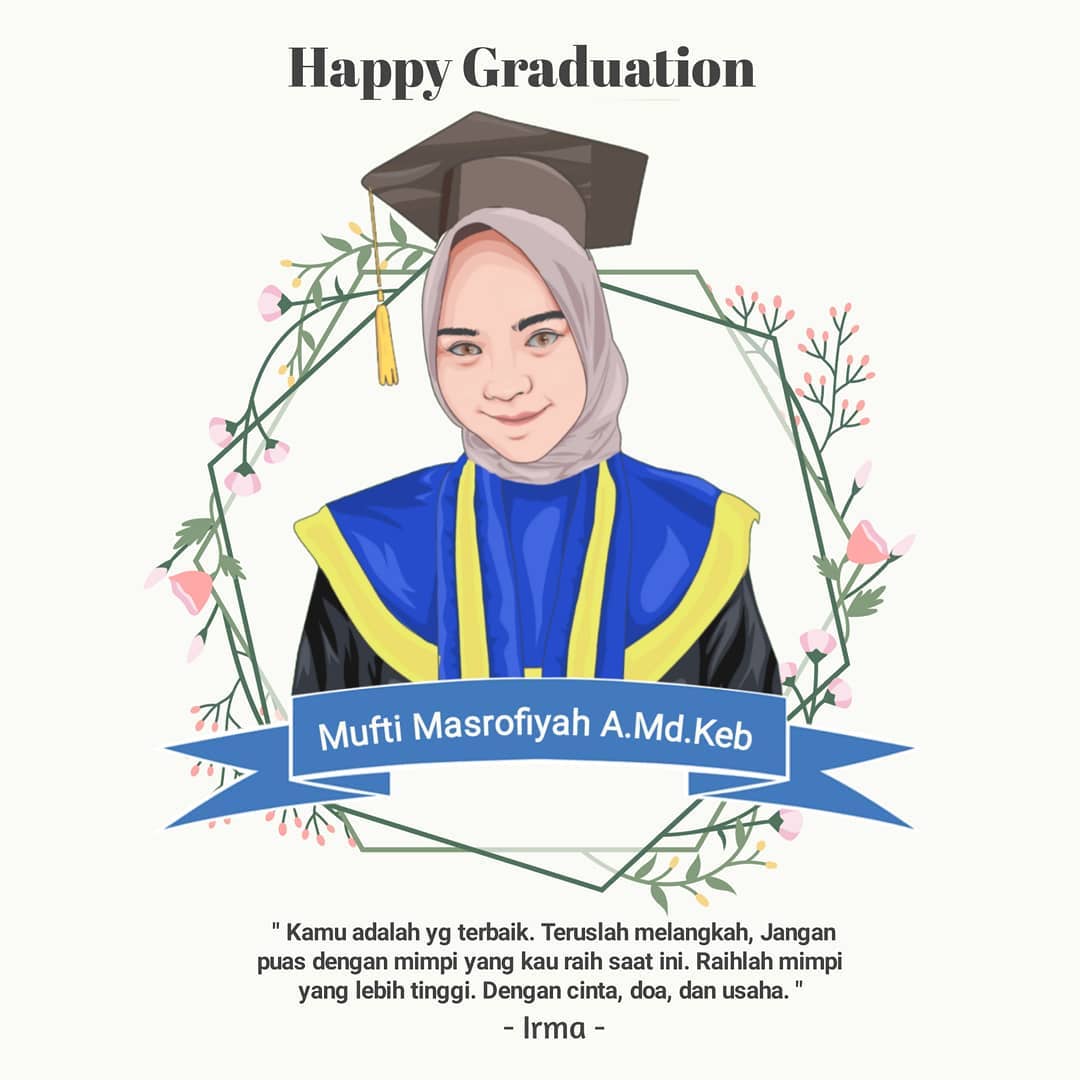 Happy Graduation
Mufti Masrofiyah A.Md.Keb
" Kamu adalah yg terbaik. Teruslah melangkah, Jangan
puas dengan mimpi yang kau raih saat ini. Raihlah mimpi
yang lebih tinggi. Dengan cinta, doa, dan usaha. "
- Irma -